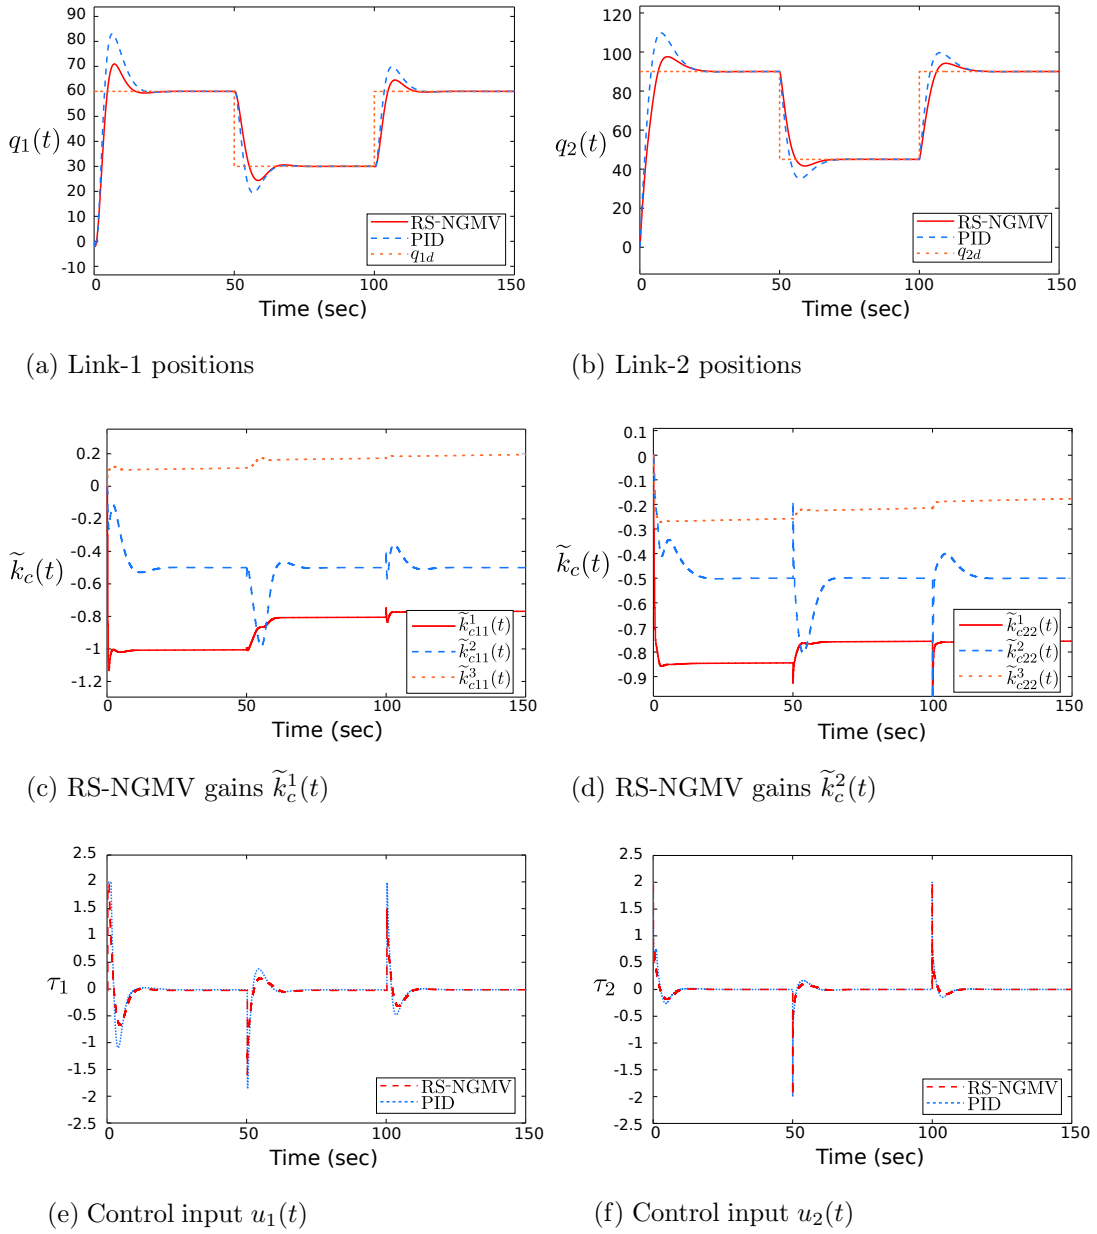 90
80
70
60
50
40
30
20
10
0
-10
q₁(t)
RS-NGMV
PID
q₁d
0 50 100 150
Time (sec)
(a) Link-1 positions
120
100
80
60
40
20
0
q₂(t)
RS-NGMV
PID
q₂d
0 50 100 150
Time (sec)
(b) Link-2 positions
0.2
0
-0.4
-0.6
-0.8
-1
-1.2
k̃c(t)
k̃¹c11(t)
k̃²c11(t)
k̃³c11(t)
0 50 100 150
Time (sec)
(c) RS-NGMV gains k̃¹c(t)
0.1
0
-0.1
-0.2
-0.3
-0.4
-0.5
-0.6
-0.7
-0.8
-0.9
k̃c(t)
k̃¹c22(t)
k̃²c22(t)
k̃³c22(t)
0 50 100 150
Time (sec)
(d) RS-NGMV gains k̃²c(t)
2.5
2
1.5
1
0.5
0
-0.5
-1
-1.5
-2
-2.5
τ₁
RS-NGMV
PID
0 50 100 150
Time (sec)
(e) Control input u₁(t)
2.5
2
1.5
1
0.5
0
-0.5
-1
-1.5
-2
-2.5
τ₂
RS-NGMV
PID
0 50 100 150
Time (sec)
(f) Control input u₂(t)